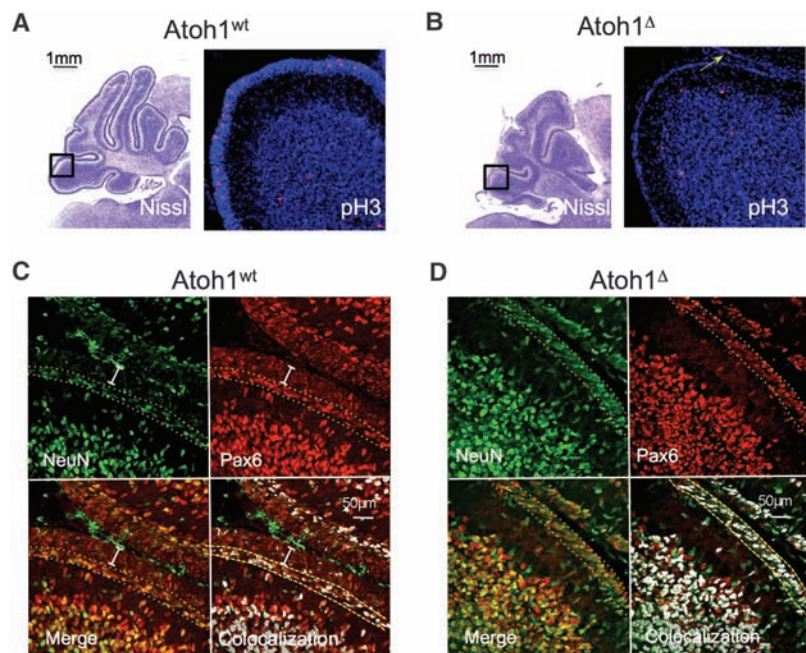 A
Atoh1wt
1mm
Nissl
pH3
B
Atoh1Δ
1mm
Nissl
pH3
C
Atoh1wt
NeuN
Pax6
Merge
50μm
Colocalization
D
Atoh1Δ
NeuN
Pax6
Merge
50μm
Colocalization